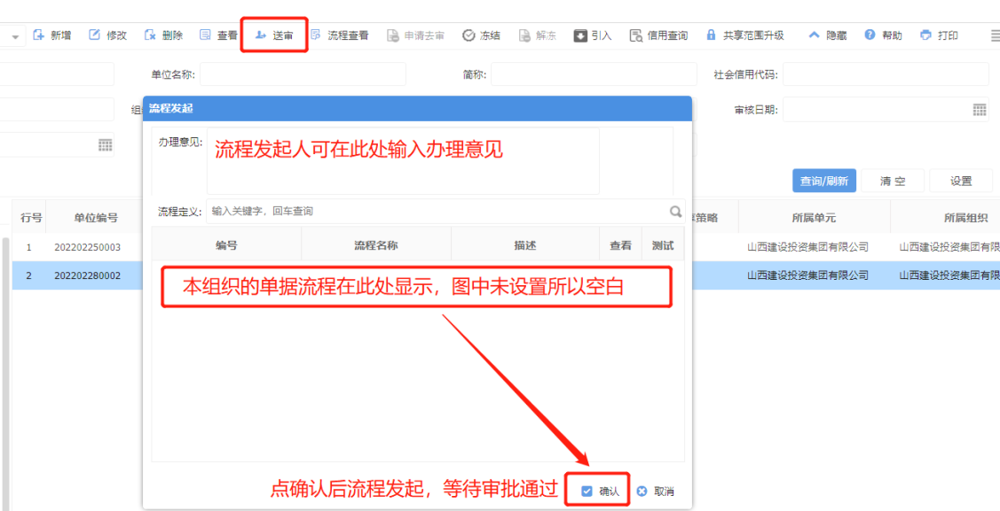 新增 修改 删除 查看 送审 流程查看 申请去审 冻结 解冻 引入 信用查询 共享范围升级 隐藏 帮助 打印
单位名称: 简称: 社会信用代码:
组 流程发起 审核日期:
办理意见: 流程发起人可在此处输入办理意见
查询/刷新 清 空 设置
流程定义: 输入关键字，回车查询
行号 单位编号 策略 所属单元 所属组织
编号 流程名称 描述 查看 测试
1 202202250003 山西建设投资集团有限公司 山西建设投资集团有限
2 202202280002 山西建设投资集团有限公司 山西建设投资集团有限
本组织的单据流程在此处显示，图中未设置所以空白
点确认后流程发起，等待审批通过 确认 取消